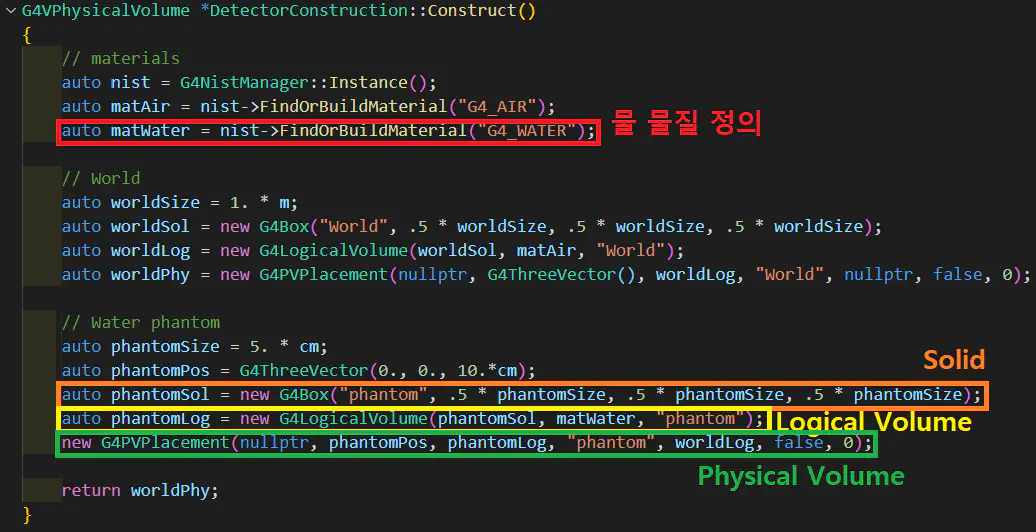 G4VPhysicalVolume *DetectorConstruction::Construct()
{
// materials
auto nist = G4NistManager::Instance();
auto matAir = nist->FindOrBuildMaterial("G4_AIR");
auto matWater = nist->FindOrBuildMaterial("G4_WATER"); 물 물질 정의
// World
auto worldSize = 1. * m;
auto worldSol = new G4Box("World", .5 * worldSize, .5 * worldSize, .5 * worldSize);
auto worldLog = new G4LogicalVolume(worldSol, matAir, "World");
auto worldPhy = new G4PVPlacement(nullptr, G4ThreeVector(), worldLog, "World", nullptr, false, 0);
// Water phantom
auto phantomSize = 5. * cm;
auto phantomPos = G4ThreeVector(0., 0., 10.*cm);
Solid
auto phantomSol = new G4Box("phantom", .5 * phantomSize, .5 * phantomSize, .5 * phantomSize);
auto phantomLog = new G4LogicalVolume(phantomSol, matWater, "phantom"); Logical Volume
new G4PVPlacement(nullptr, phantomPos, phantomLog, "phantom", worldLog, false, 0);
Physical Volume
return worldPhy;
}